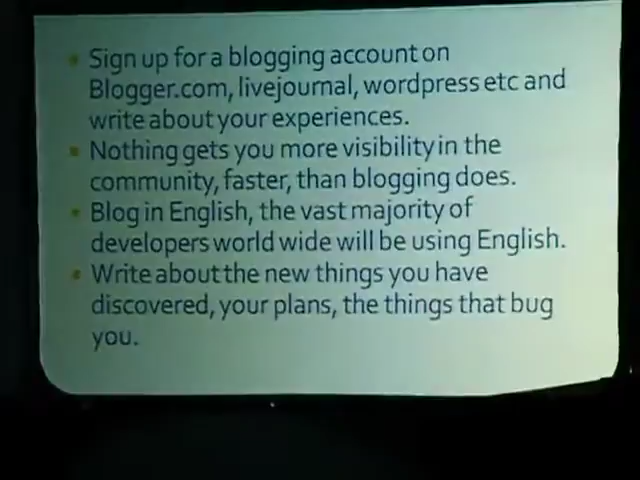 Sign up for a blogging account on
Blogger.com, livejournal, wordpress etc and
write about your experiences.
Nothing gets you more visibility in the
community, faster, than blogging does.
Blog in English, the vast majority of
developers world wide will be using English.
Write about the new things you have
discovered, your plans, the things that bug
you.